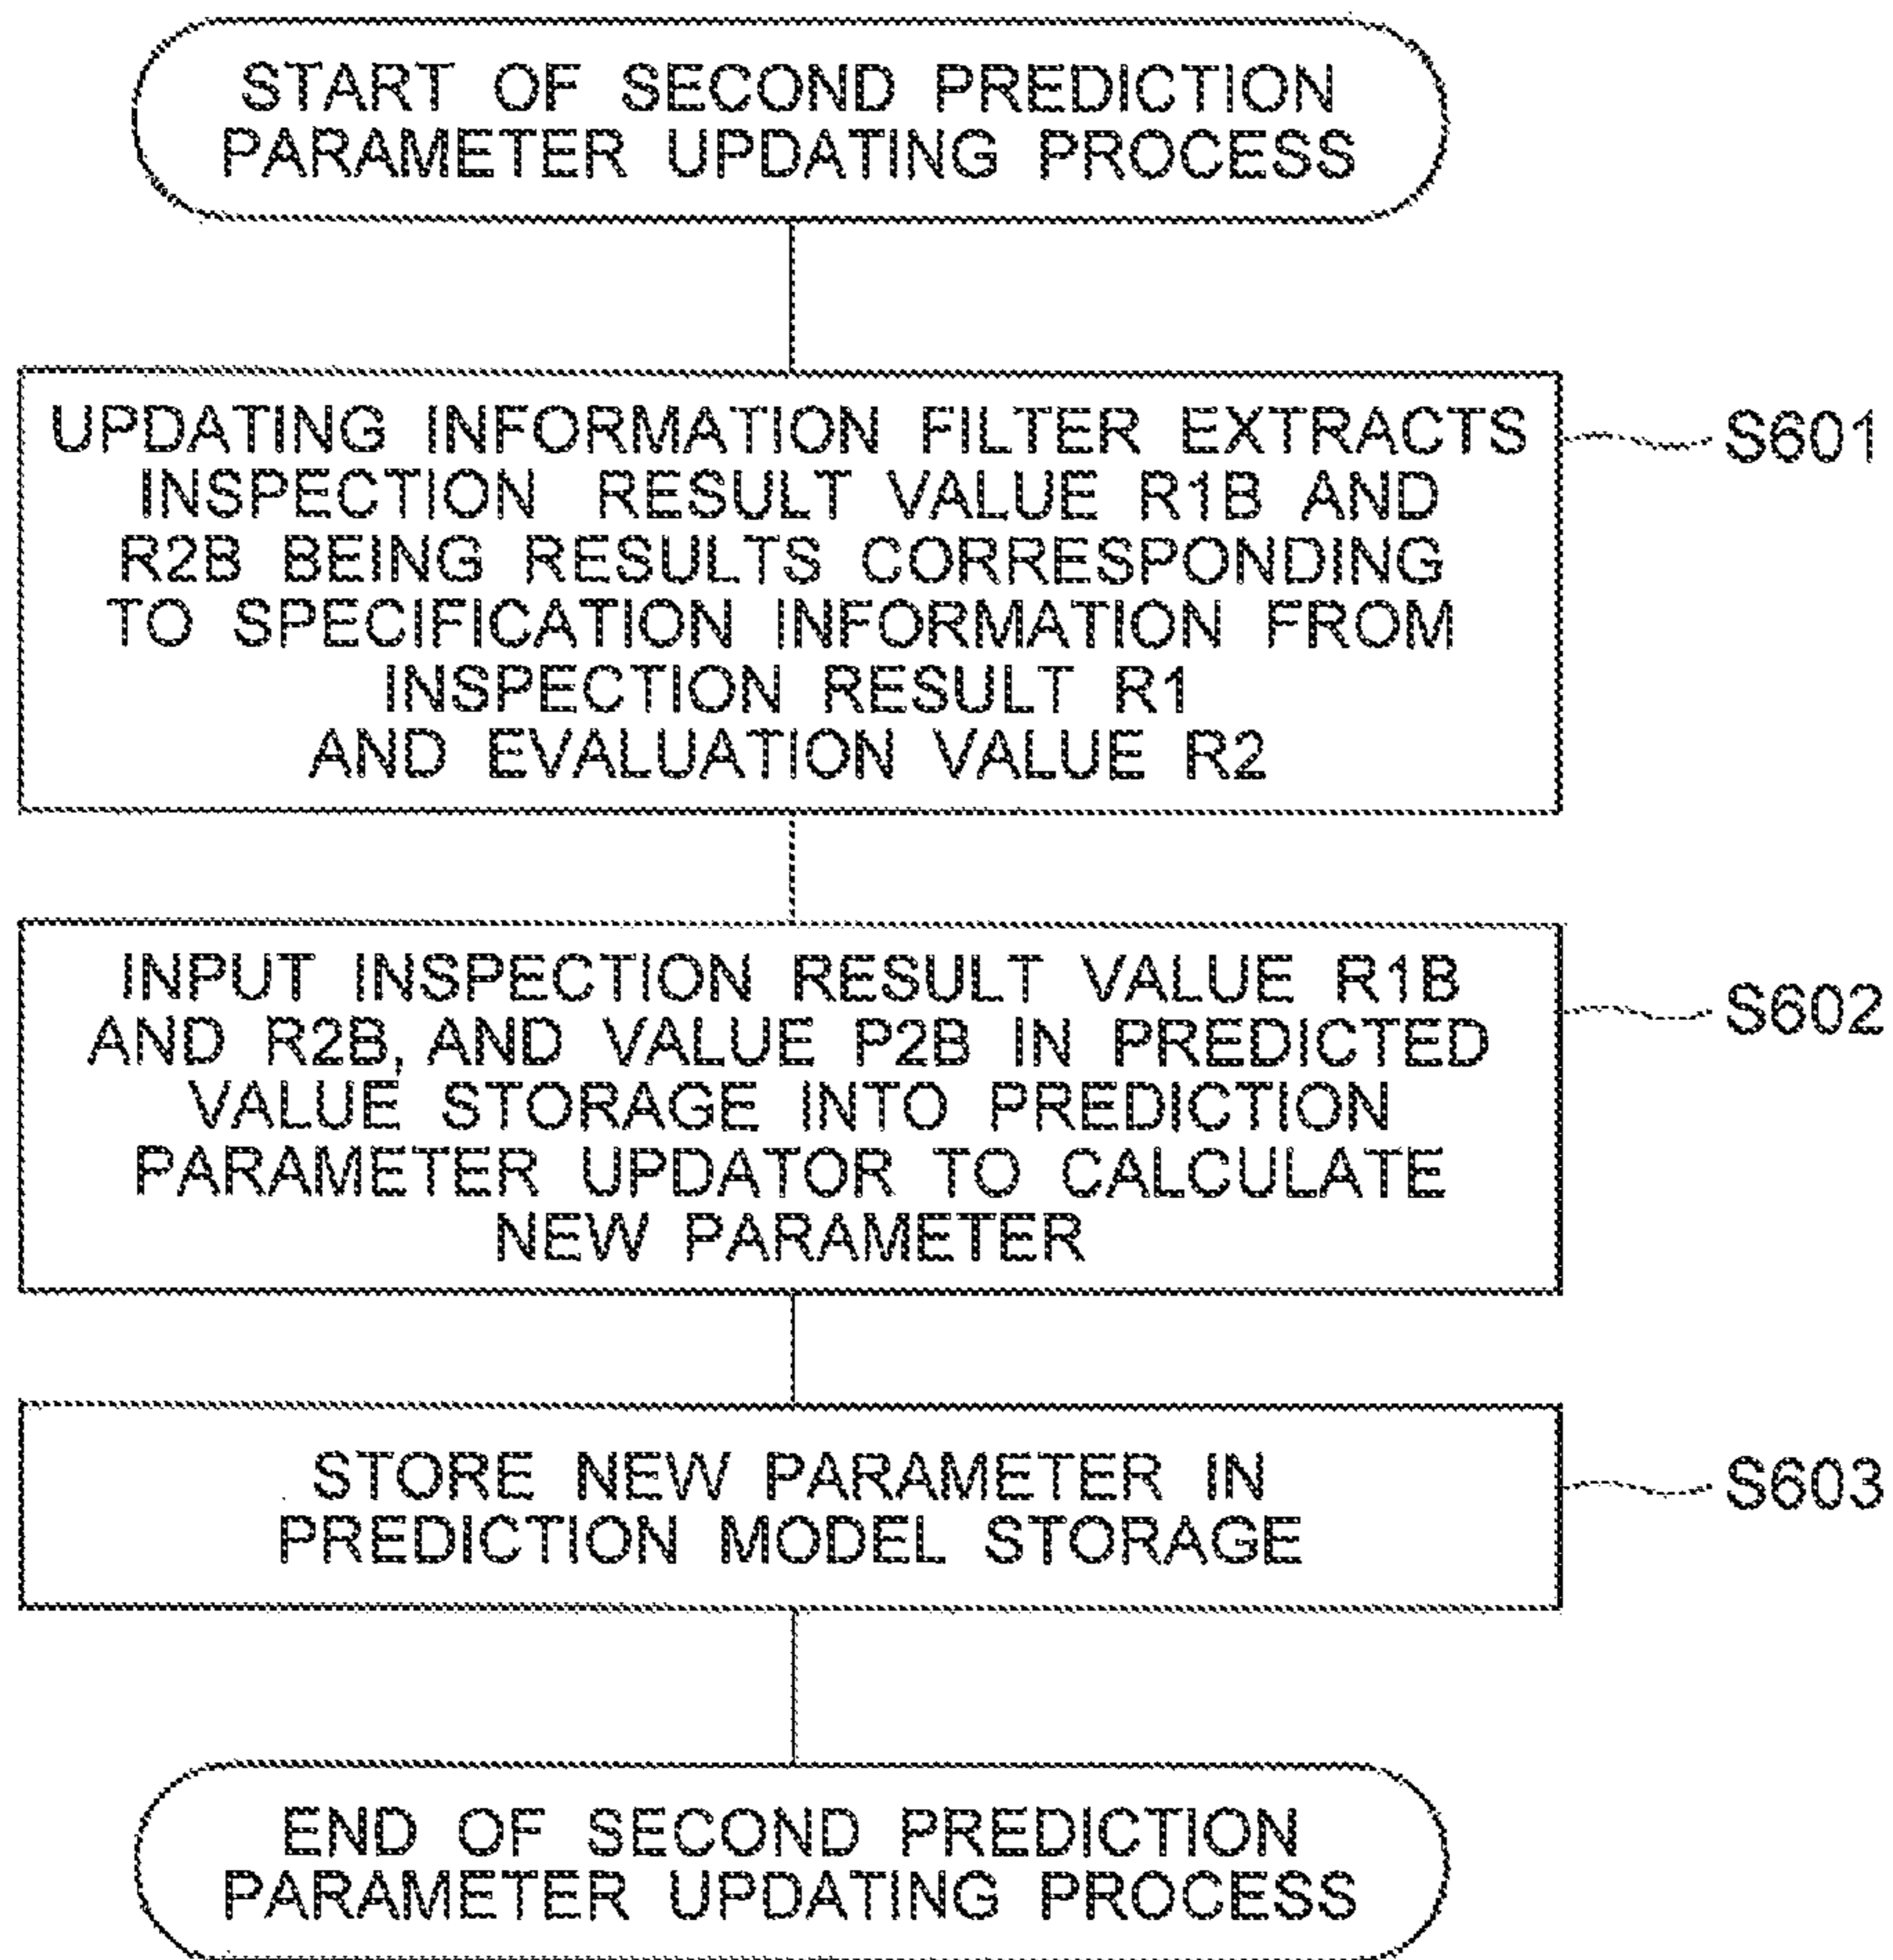 START OF SECOND PREDICTION
PARAMETER UPDATING PROCESS
UPDATING INFORMATION FILTER EXTRACTS
INSPECTION RESULT VALUE R1B AND
R2B BEING RESULTS CORRESPONDING
TO SPECIFICATION INFORMATION FROM
INSPECTION RESULT R1
AND EVALUATION VALUE R2
S601
INPUT INSPECTION RESULT VALUE R1B
AND R2B, AND VALUE P2B IN PREDICTED
VALUE STORAGE INTO PREDICTION
PARAMETER UPDATOR TO CALCULATE
NEW PARAMETER
S602
STORE NEW PARAMETER IN
PREDICTION MODEL STORAGE
S603
END OF SECOND PREDICTION
PARAMETER UPDATING PROCESS